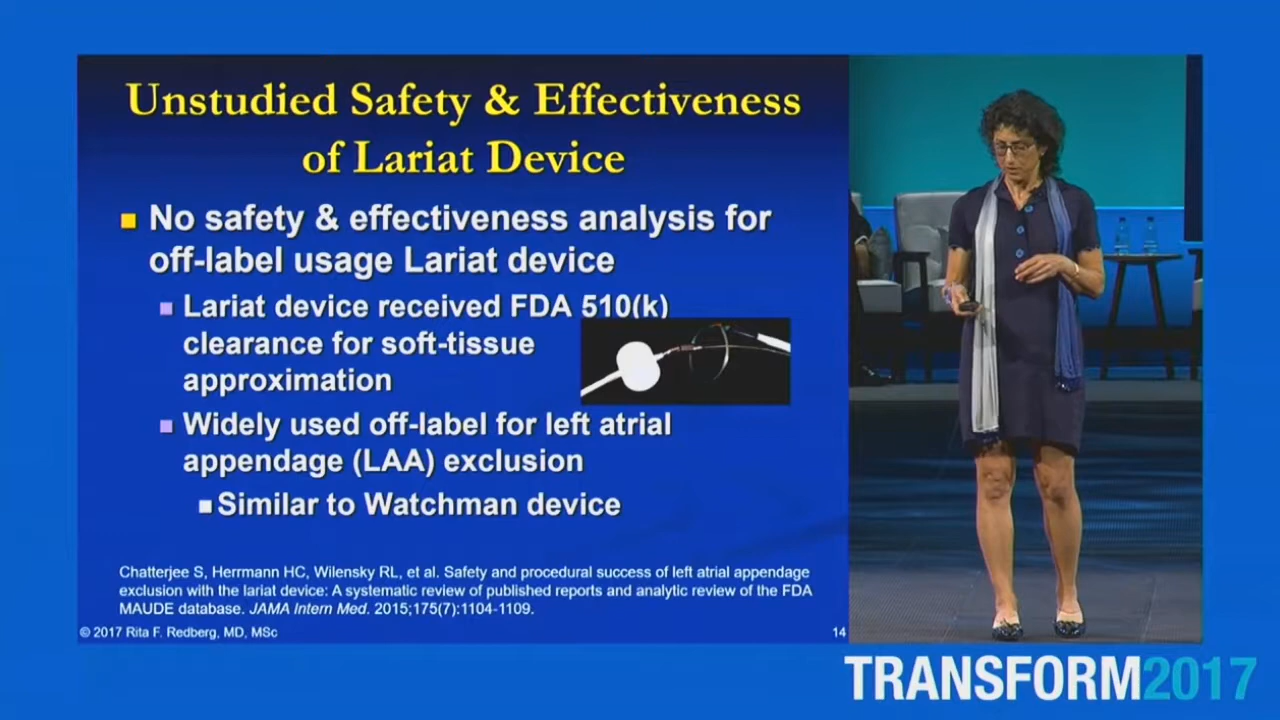 Unstudied Safety & Effectiveness
of Lariat Device
No safety & effectiveness analysis for
off-label usage Lariat device
Lariat device received FDA 510(k)
clearance for soft-tissue
approximation
Widely used off-label for left atrial
appendage (LAA) exclusion
Similar to Watchman device
Chatterjee S, Herrmann HC, Wilensky RL, et al. Safety and procedural success of left atrial appendage
exclusion with the lariat device: A systematic review of published reports and analytic review of the FDA
MAUDE database. JAMA Intern Med. 2015;175(7):1104-1109.
© 2017 Rita F. Redberg, MD, MSc
14
TRANSFORM2017